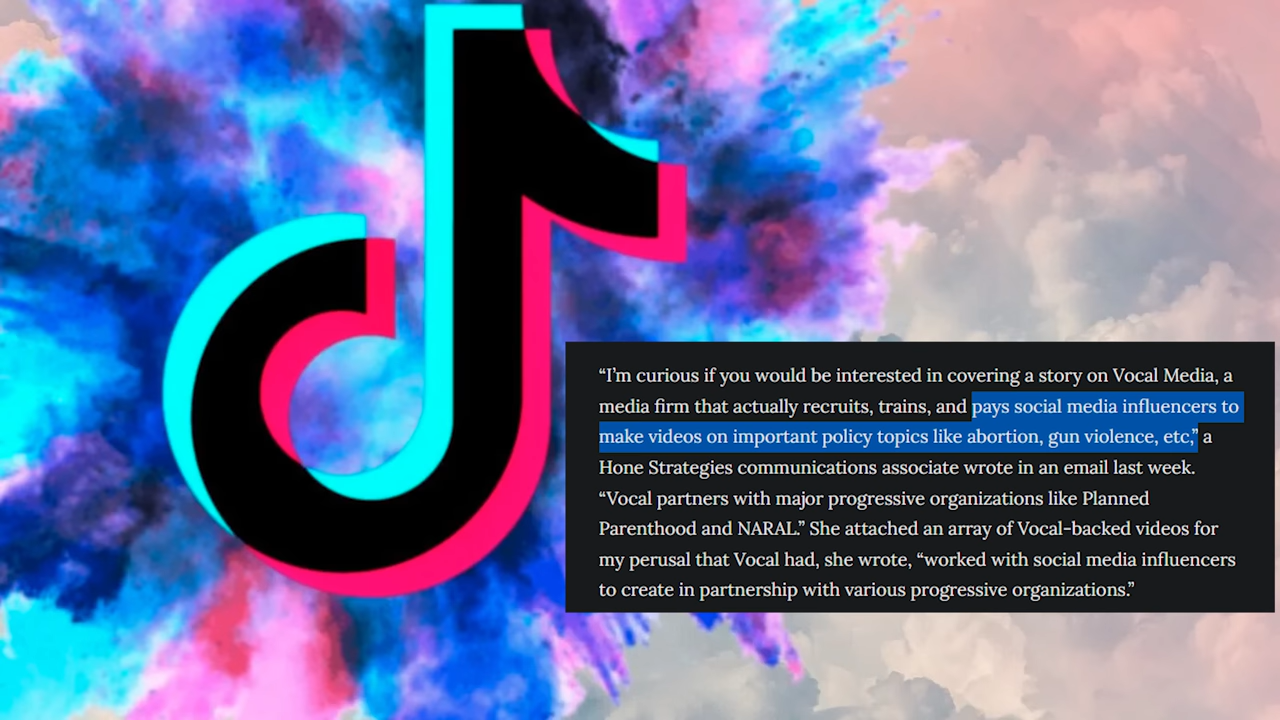 “I’m curious if you would be interested in covering a story on Vocal Media, a
media firm that actually recruits, trains, and pays social media influencers to
make videos on important policy topics like abortion, gun violence, etc,” a
Hone Strategies communications associate wrote in an email last week.
“Vocal partners with major progressive organizations like Planned
Parenthood and NARAL.” She attached an array of Vocal-backed videos for
my perusal that Vocal had, she wrote, “worked with social media influencers
to create in partnership with various progressive organizations.”